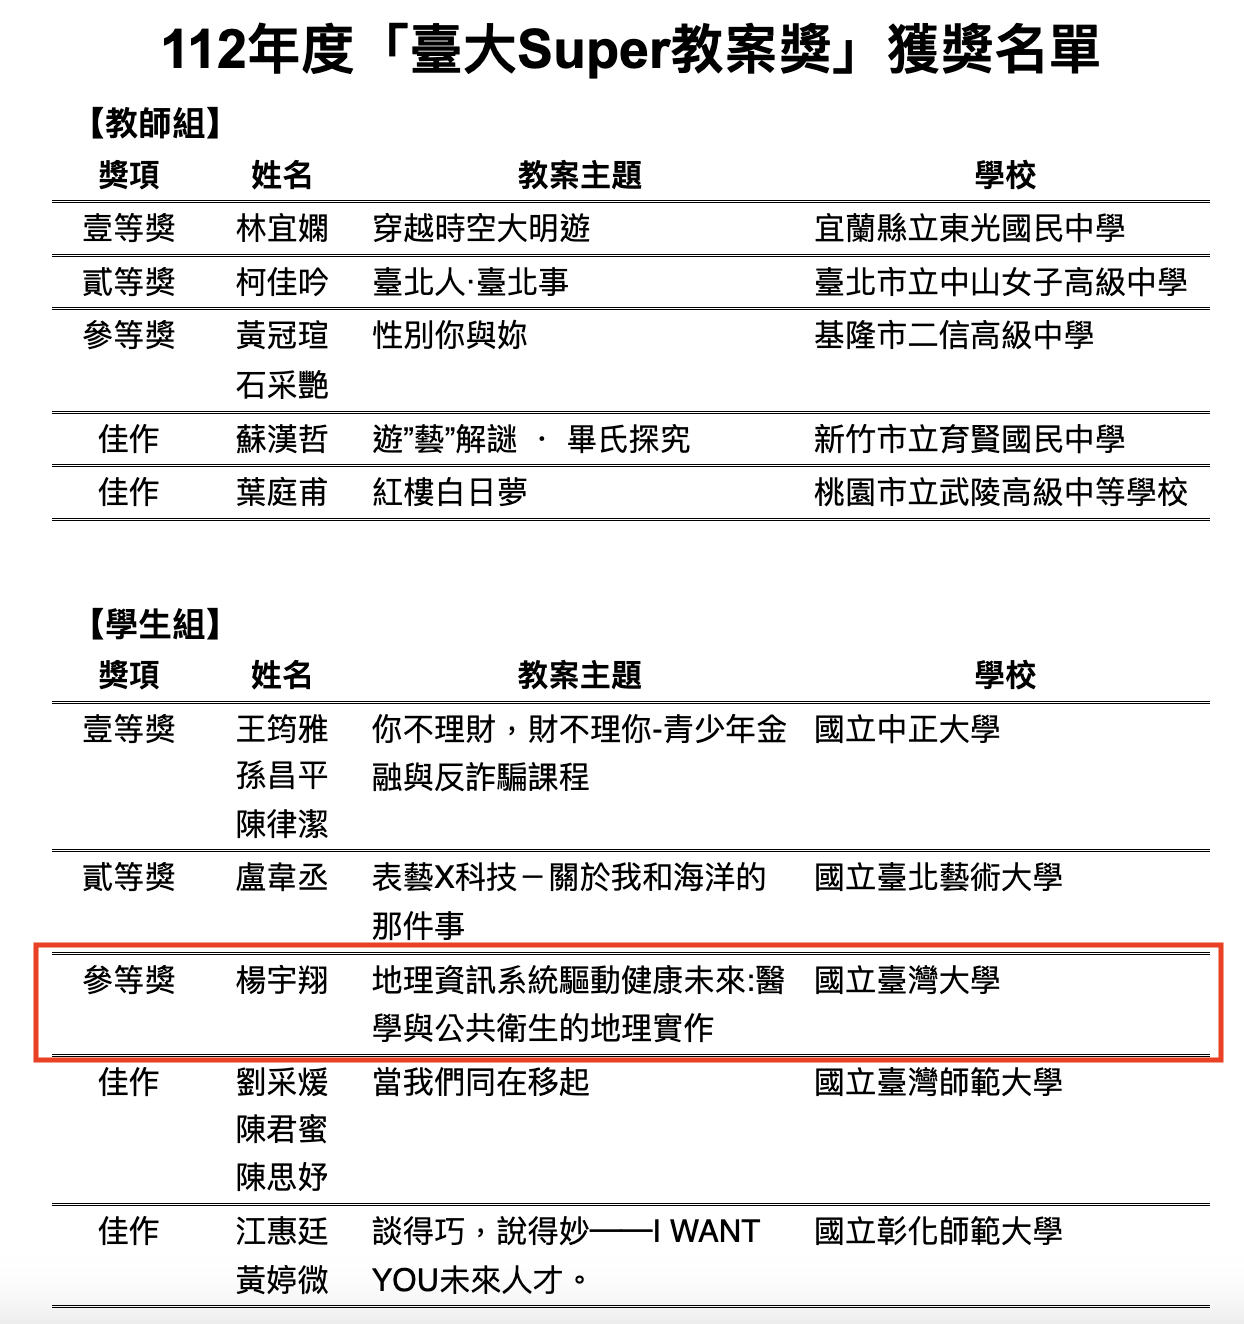 112年度「臺大Super教案獎」獲獎名單
【教師組】
獎項 姓名 教案主題 學校
壹等獎 林宜嫻 穿越時空大明遊 宜蘭縣立東光國民中學
貳等獎 柯佳吟 臺北人·臺北事 臺北市立中山女子高級中學
參等獎 黃冠瑄 性別你與妳 基隆市二信高級中學
石采艷
佳作 蘇漢哲 遊”藝”解謎 ‧ 畢氏探究 新竹市立育賢國民中學
佳作 葉庭甫 紅樓白日夢 桃園市立武陵高級中等學校
【學生組】
獎項 姓名 教案主題 學校
壹等獎 王筠雅 你不理財，財不理你-青少年金 國立中正大學
孫昌平 融與反詐騙課程
陳律潔
貳等獎 盧韋丞 表藝X科技－關於我和海洋的 國立臺北藝術大學
那件事
參等獎 楊宇翔 地理資訊系統驅動健康未來:醫 國立臺灣大學
學與公共衛生的地理實作
佳作 劉采煖 當我們同在移起 國立臺灣師範大學
陳君蜜
陳思妤
佳作 江惠廷 談得巧，說得妙——I WANT 國立彰化師範大學
黃婷微 YOU未來人才。